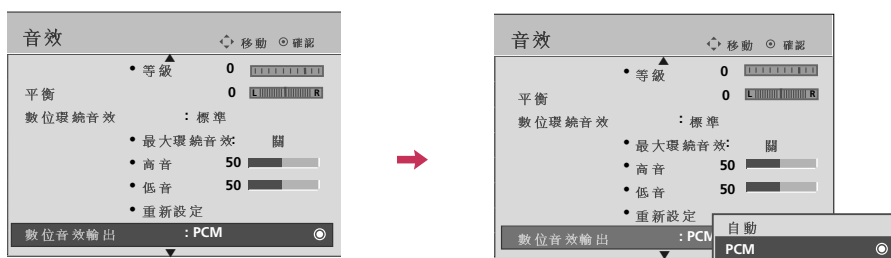 音效 移動 ◉ 確認
• 等級 0
平衡 0 L R
數位環繞音效 : 標準
• 最大環繞音效: 關
• 高音 50
• 低音 50
• 重新設定
數位音效輸出 : PCM ◉
音效 移動 ◉ 確認
• 等級 0
平衡 0 L R
數位環繞音效 : 標準
• 最大環繞音效: 關
• 高音 50
• 低音 50
• 重新設定
數位音效輸出 : PCM
自動
PCM ◉